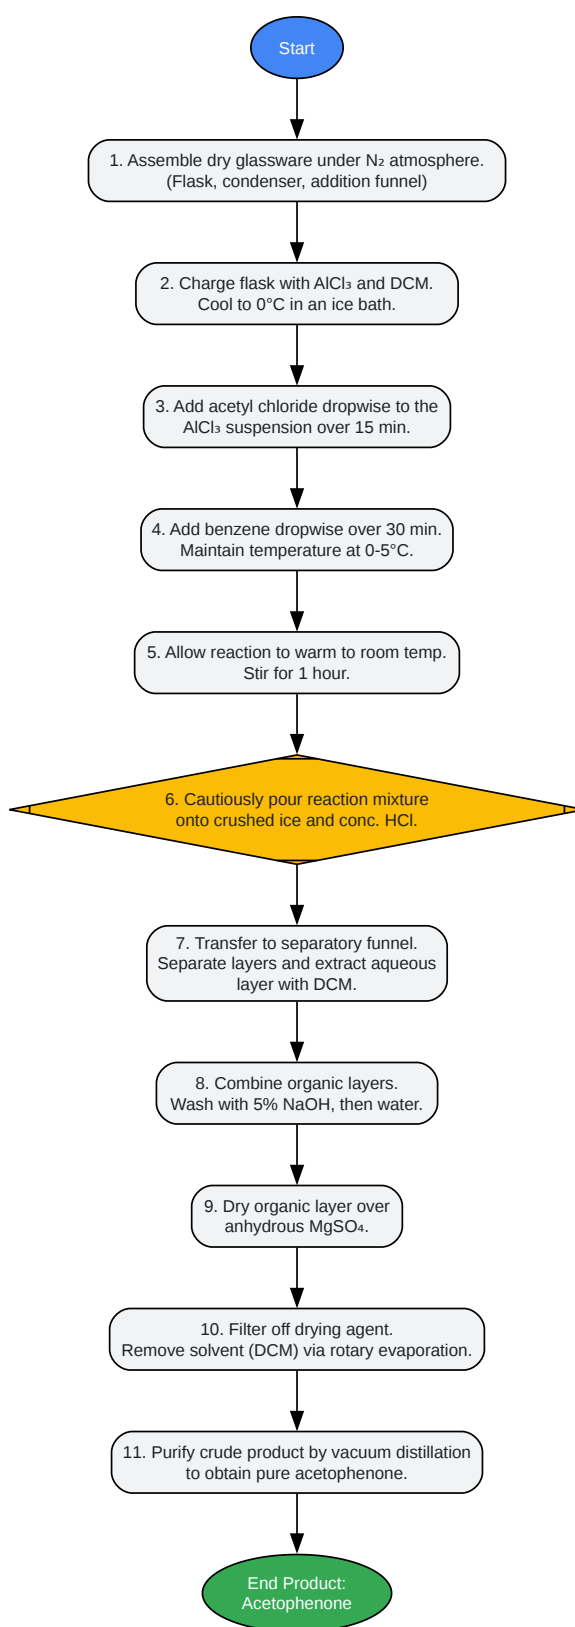 Start
1. Assemble dry glassware under N₂ atmosphere.
(Flask, condenser, addition funnel)
2. Charge flask with AlCl₃ and DCM.
Cool to 0°C in an ice bath.
3. Add acetyl chloride dropwise to the
AlCl₃ suspension over 15 min.
4. Add benzene dropwise over 30 min.
Maintain temperature at 0-5°C.
5. Allow reaction to warm to room temp.
Stir for 1 hour.
6. Cautiously pour reaction mixture
onto crushed ice and conc. HCl.
7. Transfer to separatory funnel.
Separate layers and extract aqueous
layer with DCM.
8. Combine organic layers.
Wash with 5% NaOH, then water.
9. Dry organic layer over
anhydrous MgSO₄.
10. Filter off drying agent.
Remove solvent (DCM) via rotary evaporation.
11. Purify crude product by vacuum distillation
to obtain pure acetophenone.
End Product:
Acetophenone